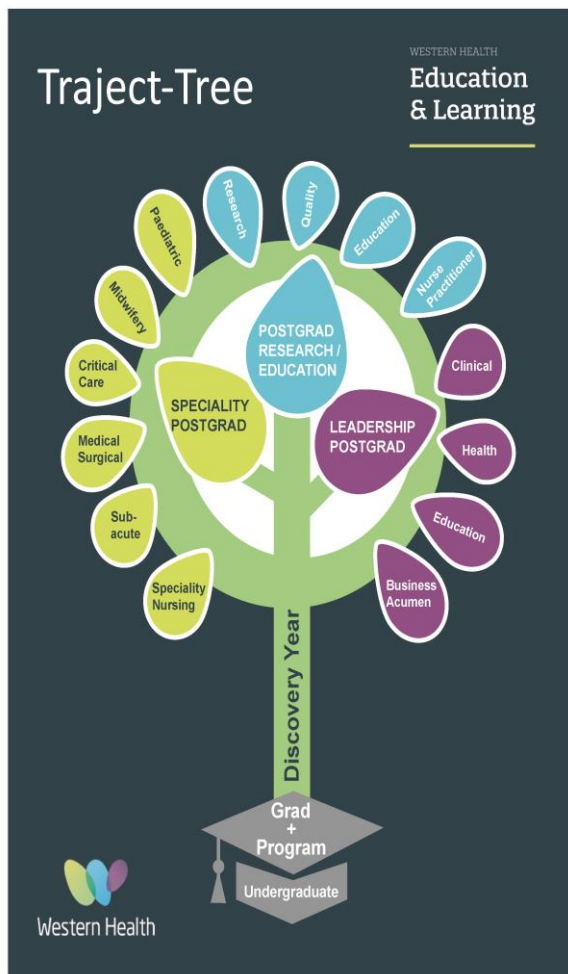 Traject-Tree
WESTERN HEALTH
Education
& Learning
Paediatric
Research
Quality
Education
Nurse
Practitioner
Midwifery
Critical
Care
Medical
Surgical
Sub-
acute
Speciality
Nursing
POSTGRAD
RESEARCH /
EDUCATION
SPECIALITY
POSTGRAD
LEADERSHIP
POSTGRAD
Clinical
Health
Education
Business
Acumen
Discovery Year
Grad
+
Program
Undergraduate
Western Health